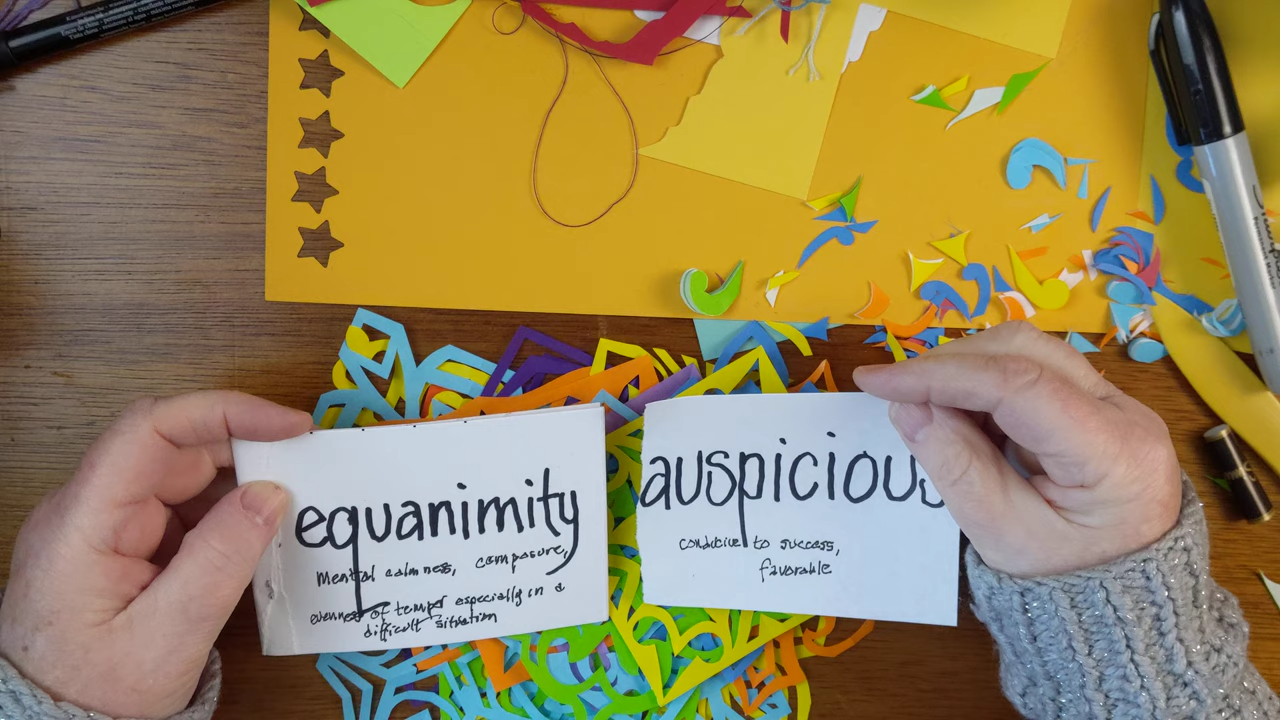 equanimity
mental calmness, composure,
evenness of temper especially in a
difficult situation
auspicious
conducive to success,
favorable